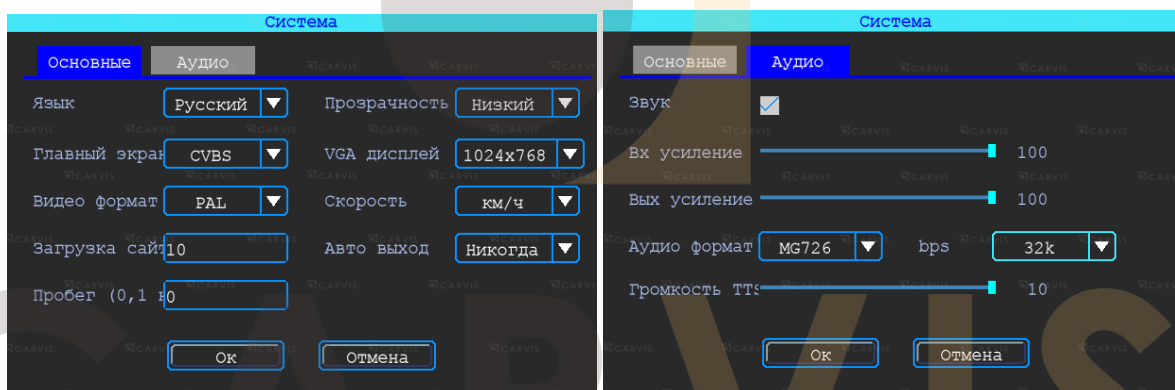 Система
Основные Аудио
Язык Русский Прозрачность Низкий
Главный экран CVBS VGA дисплей 1024x768
Видео формат PAL Скорость км/ч
Загрузка сайт 10 Авто выход Никогда
Пробег (0,1 0
Ок Отмена
Система
Основные Аудио
Звук
Вх усиление 100
Вых усиление 100
Аудио формат MG726 bps 32k
Громкость TTS 10
Ок Отмена
CARVIS